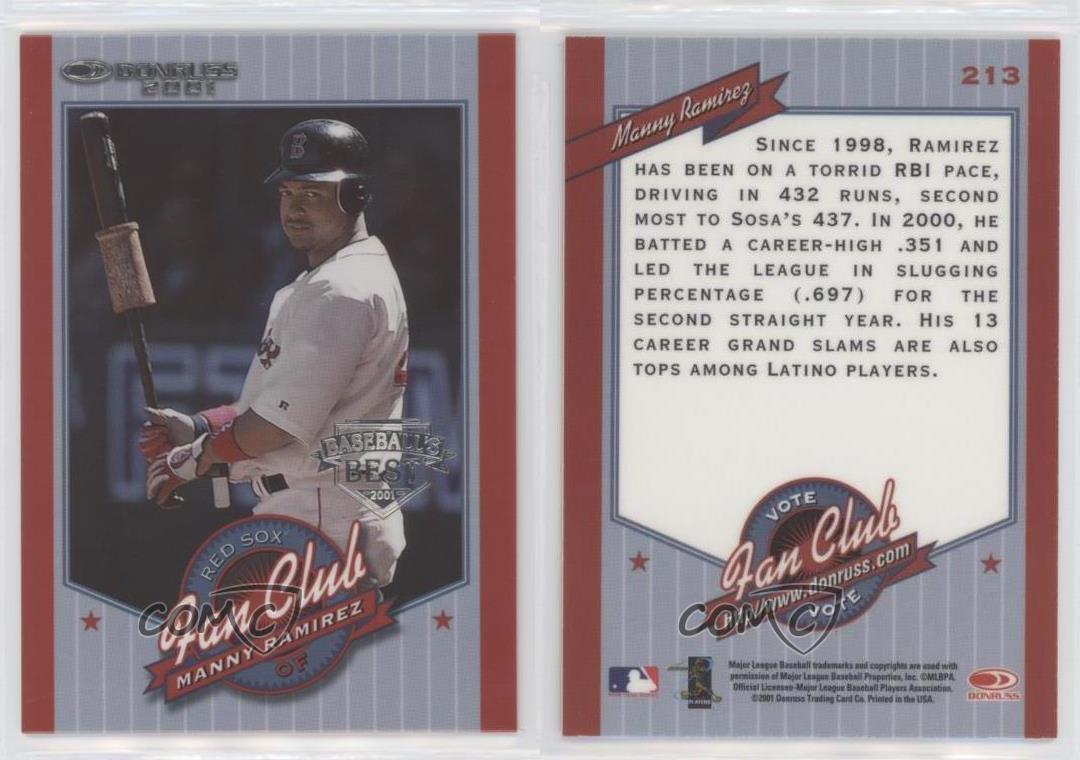 DONRUSS
2001
B
BASEBALL'S
BEST
2001
RED SOX
Fan Club
MANNY RAMIREZ
OF
COMC
213
Manny Ramirez
SINCE 1998, RAMIREZ
HAS BEEN ON A TORRID RBI PACE,
DRIVING IN 432 RUNS, SECOND
MOST TO SOSA'S 437. IN 2000, HE
BATTED A CAREER-HIGH .351 AND
LED THE LEAGUE IN SLUGGING
PERCENTAGE (.697) FOR THE
SECOND STRAIGHT YEAR. HIS 13
CAREER GRAND SLAMS ARE ALSO
TOPS AMONG LATINO PLAYERS.
VOTE
Fan Club
http://www.donruss.com
VOTE
COMC
Major League Baseball trademarks and copyrights are used with
permission of Major League Baseball Properties, Inc. ©MLBPA.
Official Licensee-Major League Baseball Players Association.
©2001 Donruss Trading Card Co. Printed in the USA.
PLAYERS
DONRUSS